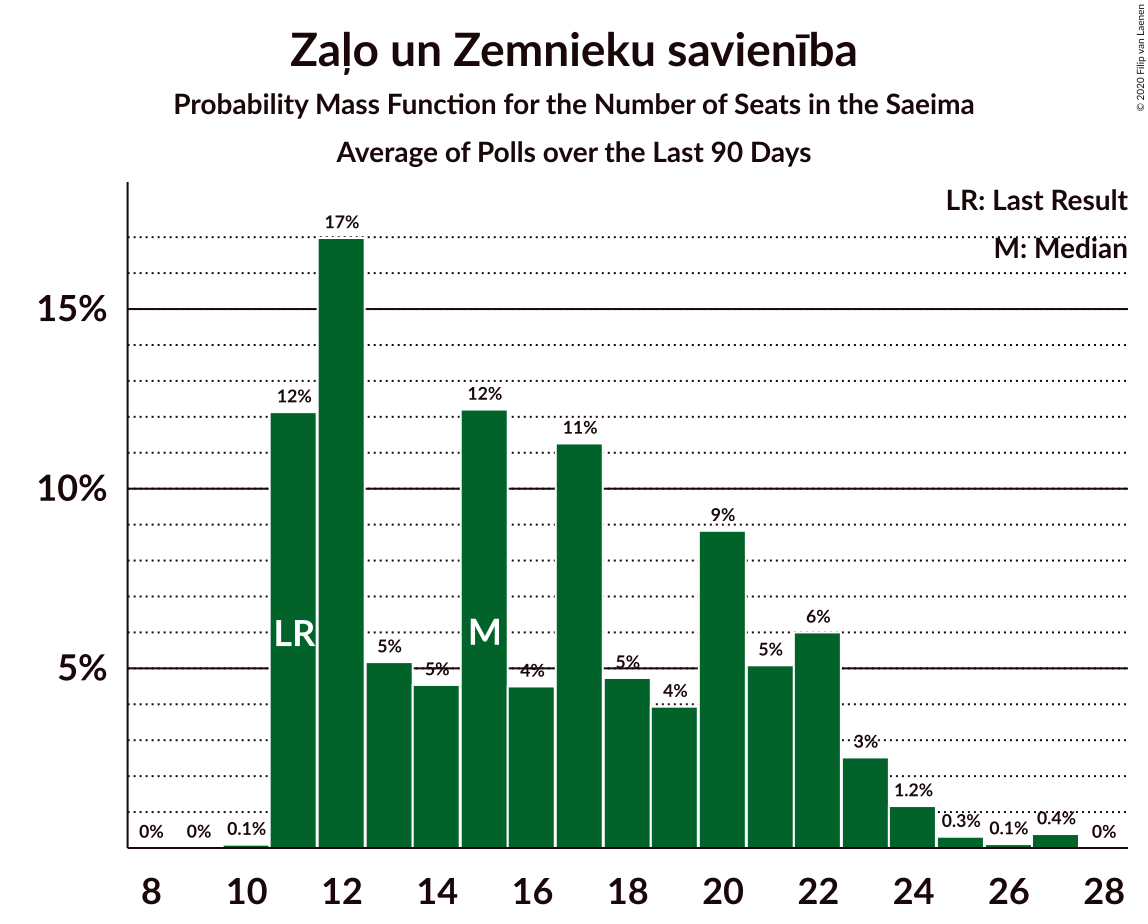 Zaļo un Zemnieku savienība
Probability Mass Function for the Number of Seats in the Saeima
Average of Polls over the Last 90 Days
© 2020 Filip van Laenen
LR: Last Result
M: Median
15%
10%
5%
0%
0%
0.1%
12%
17%
5%
5%
12%
4%
11%
5%
4%
9%
5%
6%
3%
1.2%
0.3%
0.1%
0.4%
0%
LR
M
8 10 12 14 16 18 20 22 24 26 28